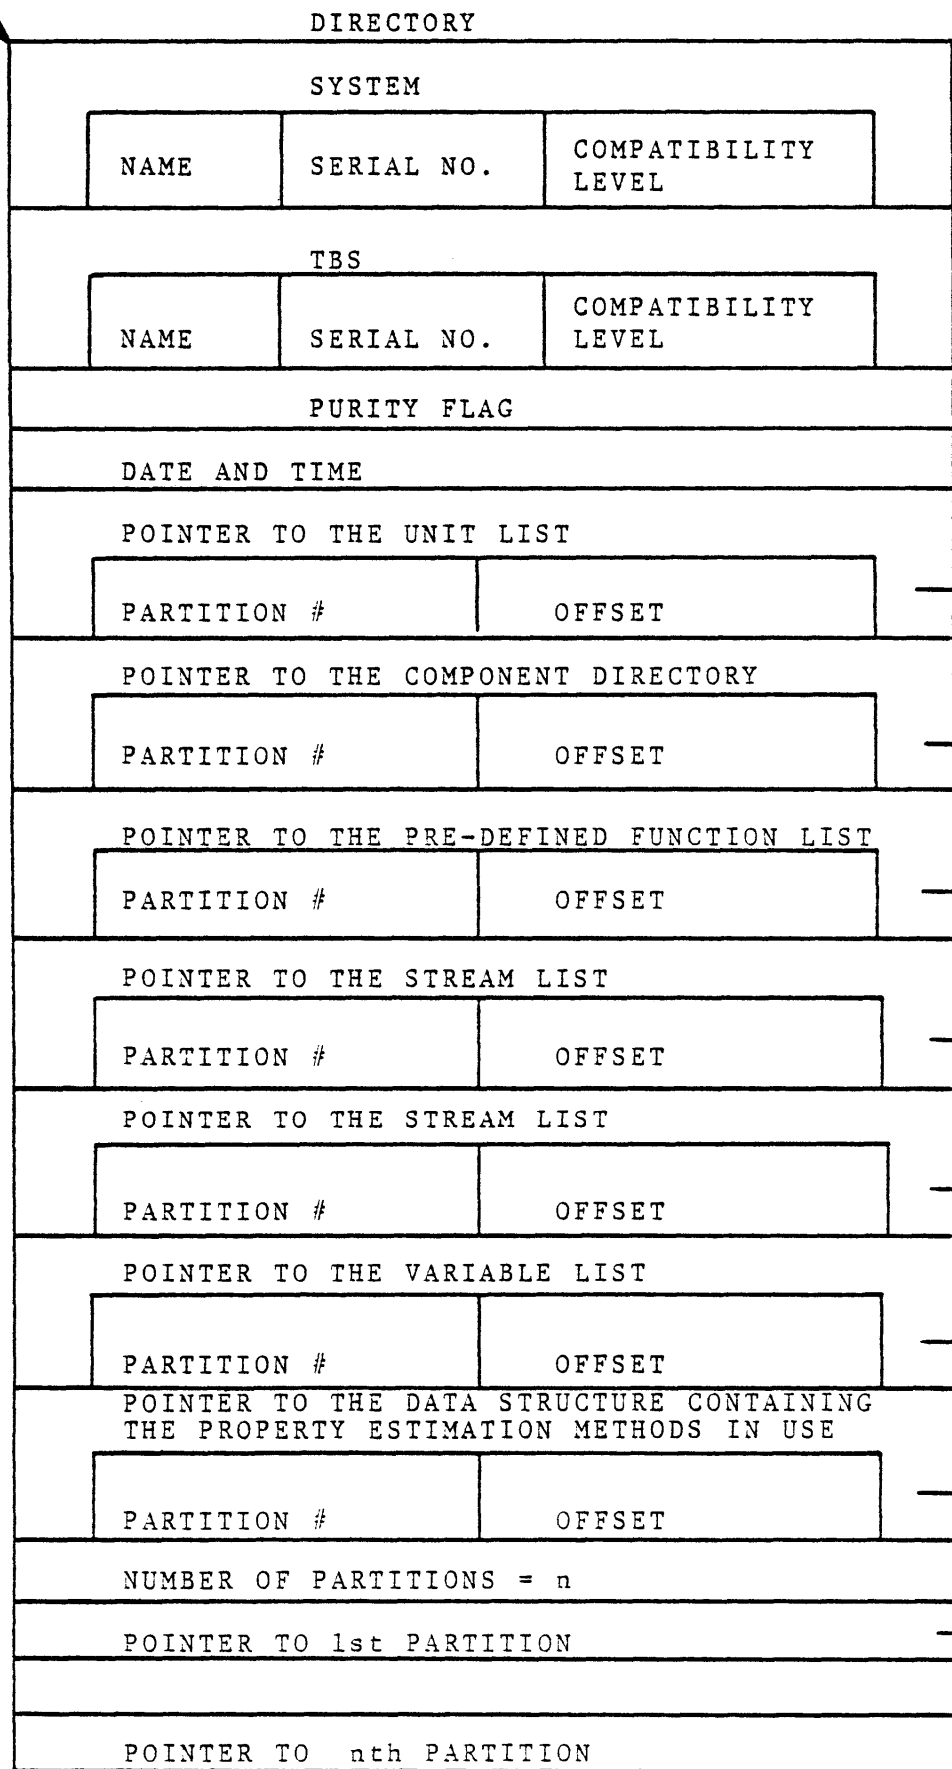 DIRECTORY
SYSTEM
NAME SERIAL NO. COMPATIBILITY
LEVEL
TBS
NAME SERIAL NO. COMPATIBILITY
LEVEL
PURITY FLAG
DATE AND TIME
POINTER TO THE UNIT LIST
PARTITION # OFFSET
POINTER TO THE COMPONENT DIRECTORY
PARTITION # OFFSET
POINTER TO THE PRE-DEFINED FUNCTION LIST
PARTITION # OFFSET
POINTER TO THE STREAM LIST
PARTITION # OFFSET
POINTER TO THE STREAM LIST
PARTITION # OFFSET
POINTER TO THE VARIABLE LIST
PARTITION # OFFSET
POINTER TO THE DATA STRUCTURE CONTAINING
THE PROPERTY ESTIMATION METHODS IN USE
PARTITION # OFFSET
NUMBER OF PARTITIONS = n
POINTER TO 1st PARTITION
POINTER TO nth PARTITION